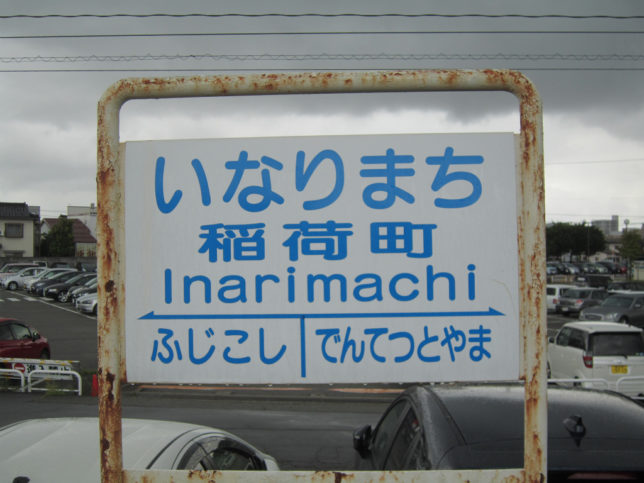 いなりまち
稲荷町
Inarimachi
ふじこし でんてつとやま